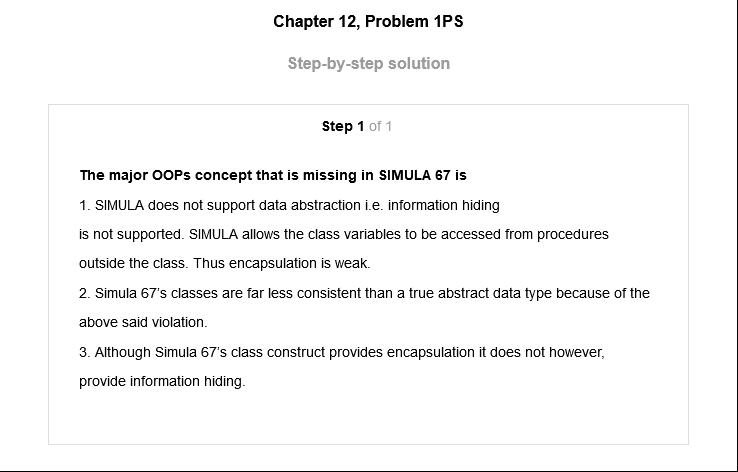 Chapter 12, Problem 1PS
Step-by-step solution
Step 1 of 1
The major OOPs concept that is missing in SIMULA 67 is
1. SIMULA does not support data abstraction i.e. information hiding
is not supported. SIMULA allows the class variables to be accessed from procedures
outside the class. Thus encapsulation is weak.
2. Simula 67's classes are far less consistent than a true abstract data type because of the
above said violation.
3. Although Simula 67's class construct provides encapsulation it does not however,
provide information hiding.